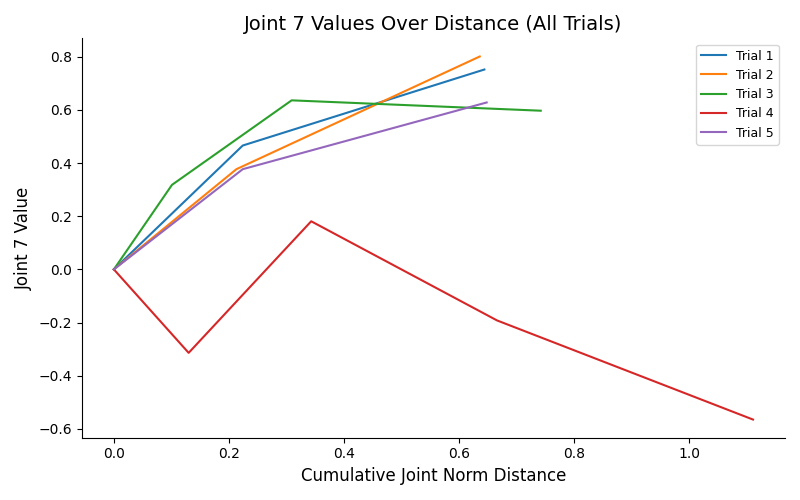 Joint 7 Values Over Distance (All Trials)
Trial 1
Trial 2
Trial 3
Trial 4
Trial 5
Joint 7 Value
0.8
0.6
0.4
0.2
0.0
−0.2
−0.4
−0.6
0.0 0.2 0.4 0.6 0.8 1.0
Cumulative Joint Norm Distance